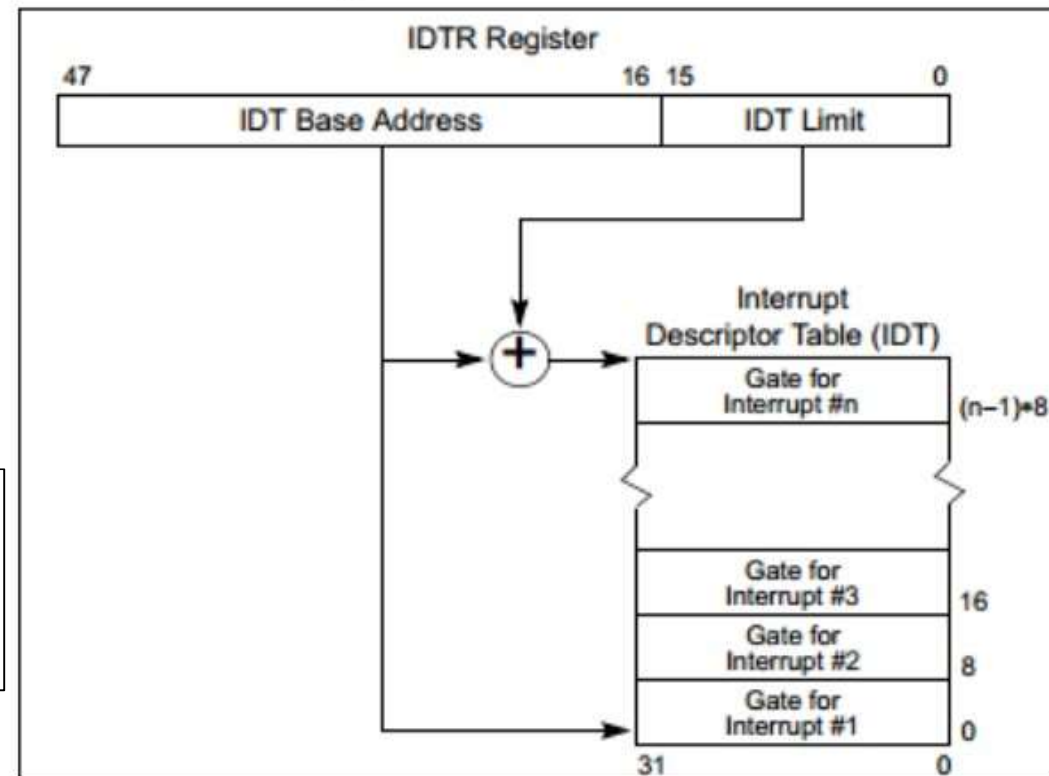 IDTR Register
47 16 15 0
IDT Base Address IDT Limit
+
Interrupt
Descriptor Table (IDT)
Gate for
Interrupt #n
(n–1)∗8
Gate for
Interrupt #3
16
Gate for
Interrupt #2
8
Gate for
Interrupt #1
0
31 0